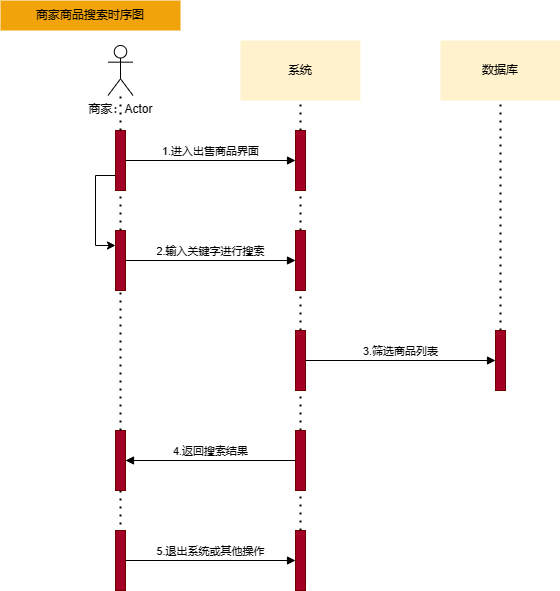 商家商品搜索时序图
系统
数据库
商家：Actor
1.进入出售商品界面
2.输入关键字进行搜索
3.筛选商品列表
4.返回搜索结果
5.退出系统或其他操作